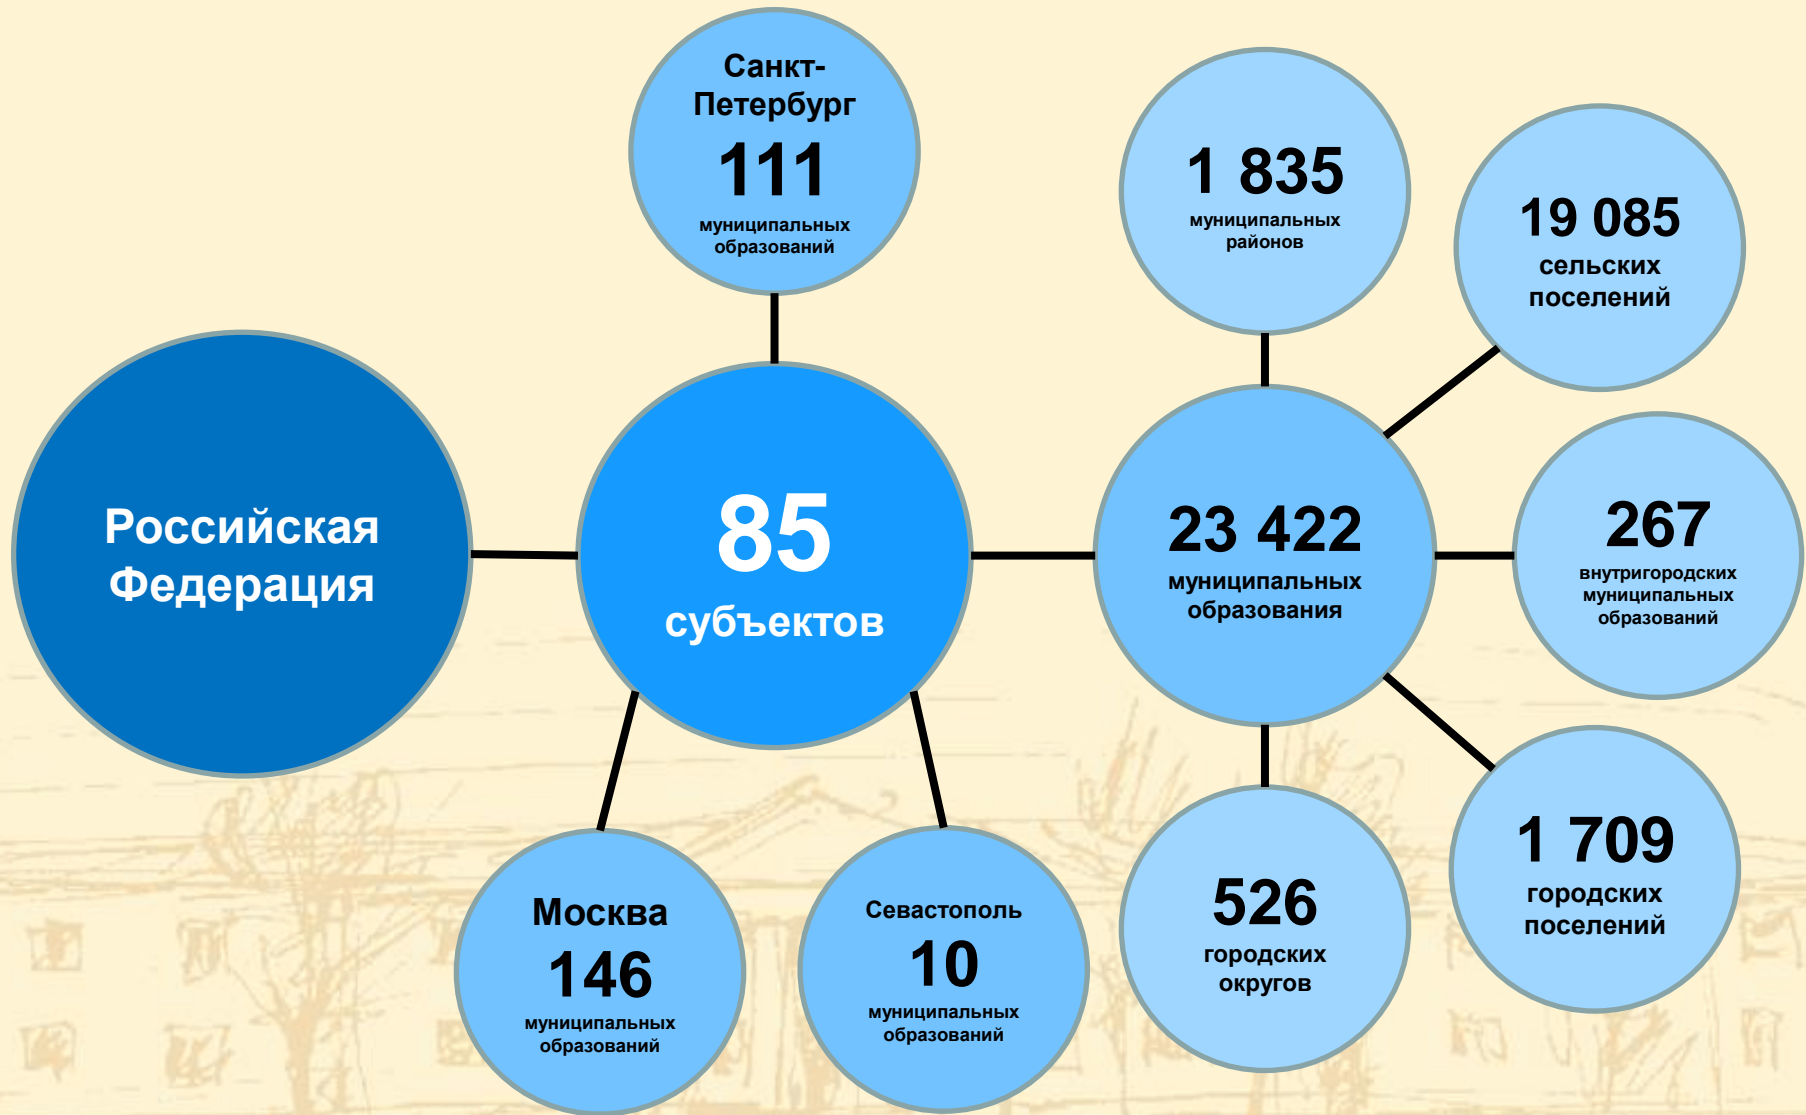 Российская
Федерация
85
субъектов
Санкт-
Петербург
111
муниципальных
образований
Москва
146
муниципальных
образований
Севастополь
10
муниципальных
образований
23 422
муниципальных
образования
1 835
муниципальных
районов
19 085
сельских
поселений
267
внутригородских
муниципальных
образований
1 709
городских
поселений
526
городских
округов